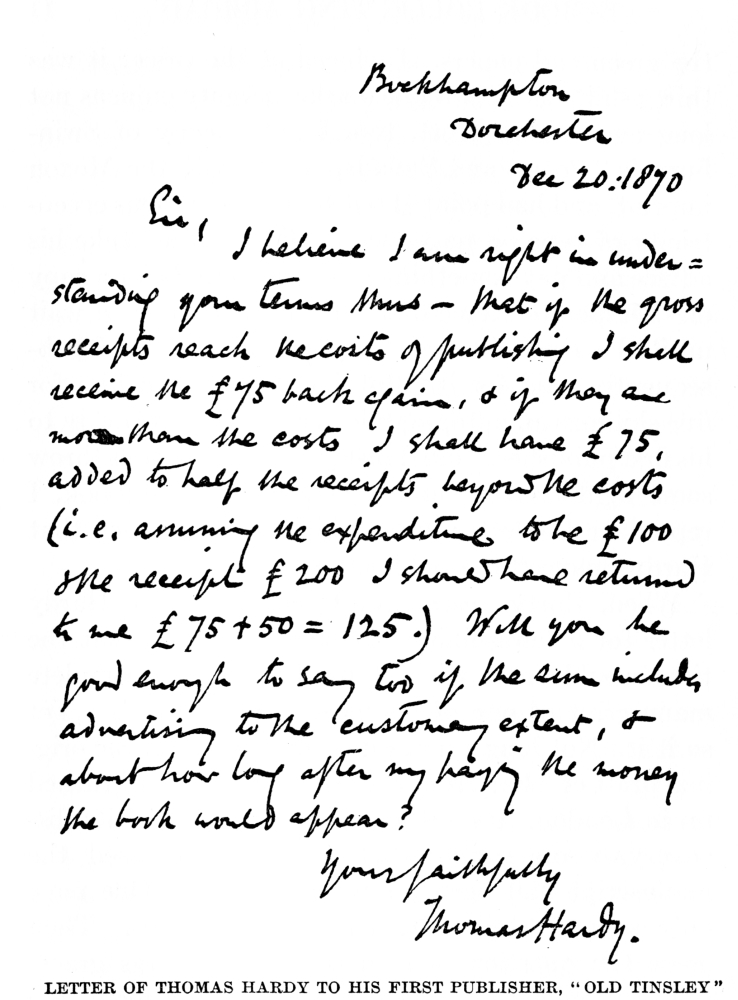 Bockhampton
Dorchester
Dec 20: 1870
Sir,
I believe I am right in under=
standing your terms thus — that if the gross
receipts reach the costs of publishing I shall
receive the £75 back again, & if they are
more than the costs I shall have £75,
added to half the receipts beyond the costs
(i.e. assuming the expenditure to be £100
& the receipt £200 I should have returned
to me £75+50 = 125.) Will you be
good enough to say too if the sum includes
advertising to the customary extent, &
about how long after my paying the money
the book would appear?
Yours faithfully
Thomas Hardy.
LETTER OF THOMAS HARDY TO HIS FIRST PUBLISHER, "OLD TINSLEY"